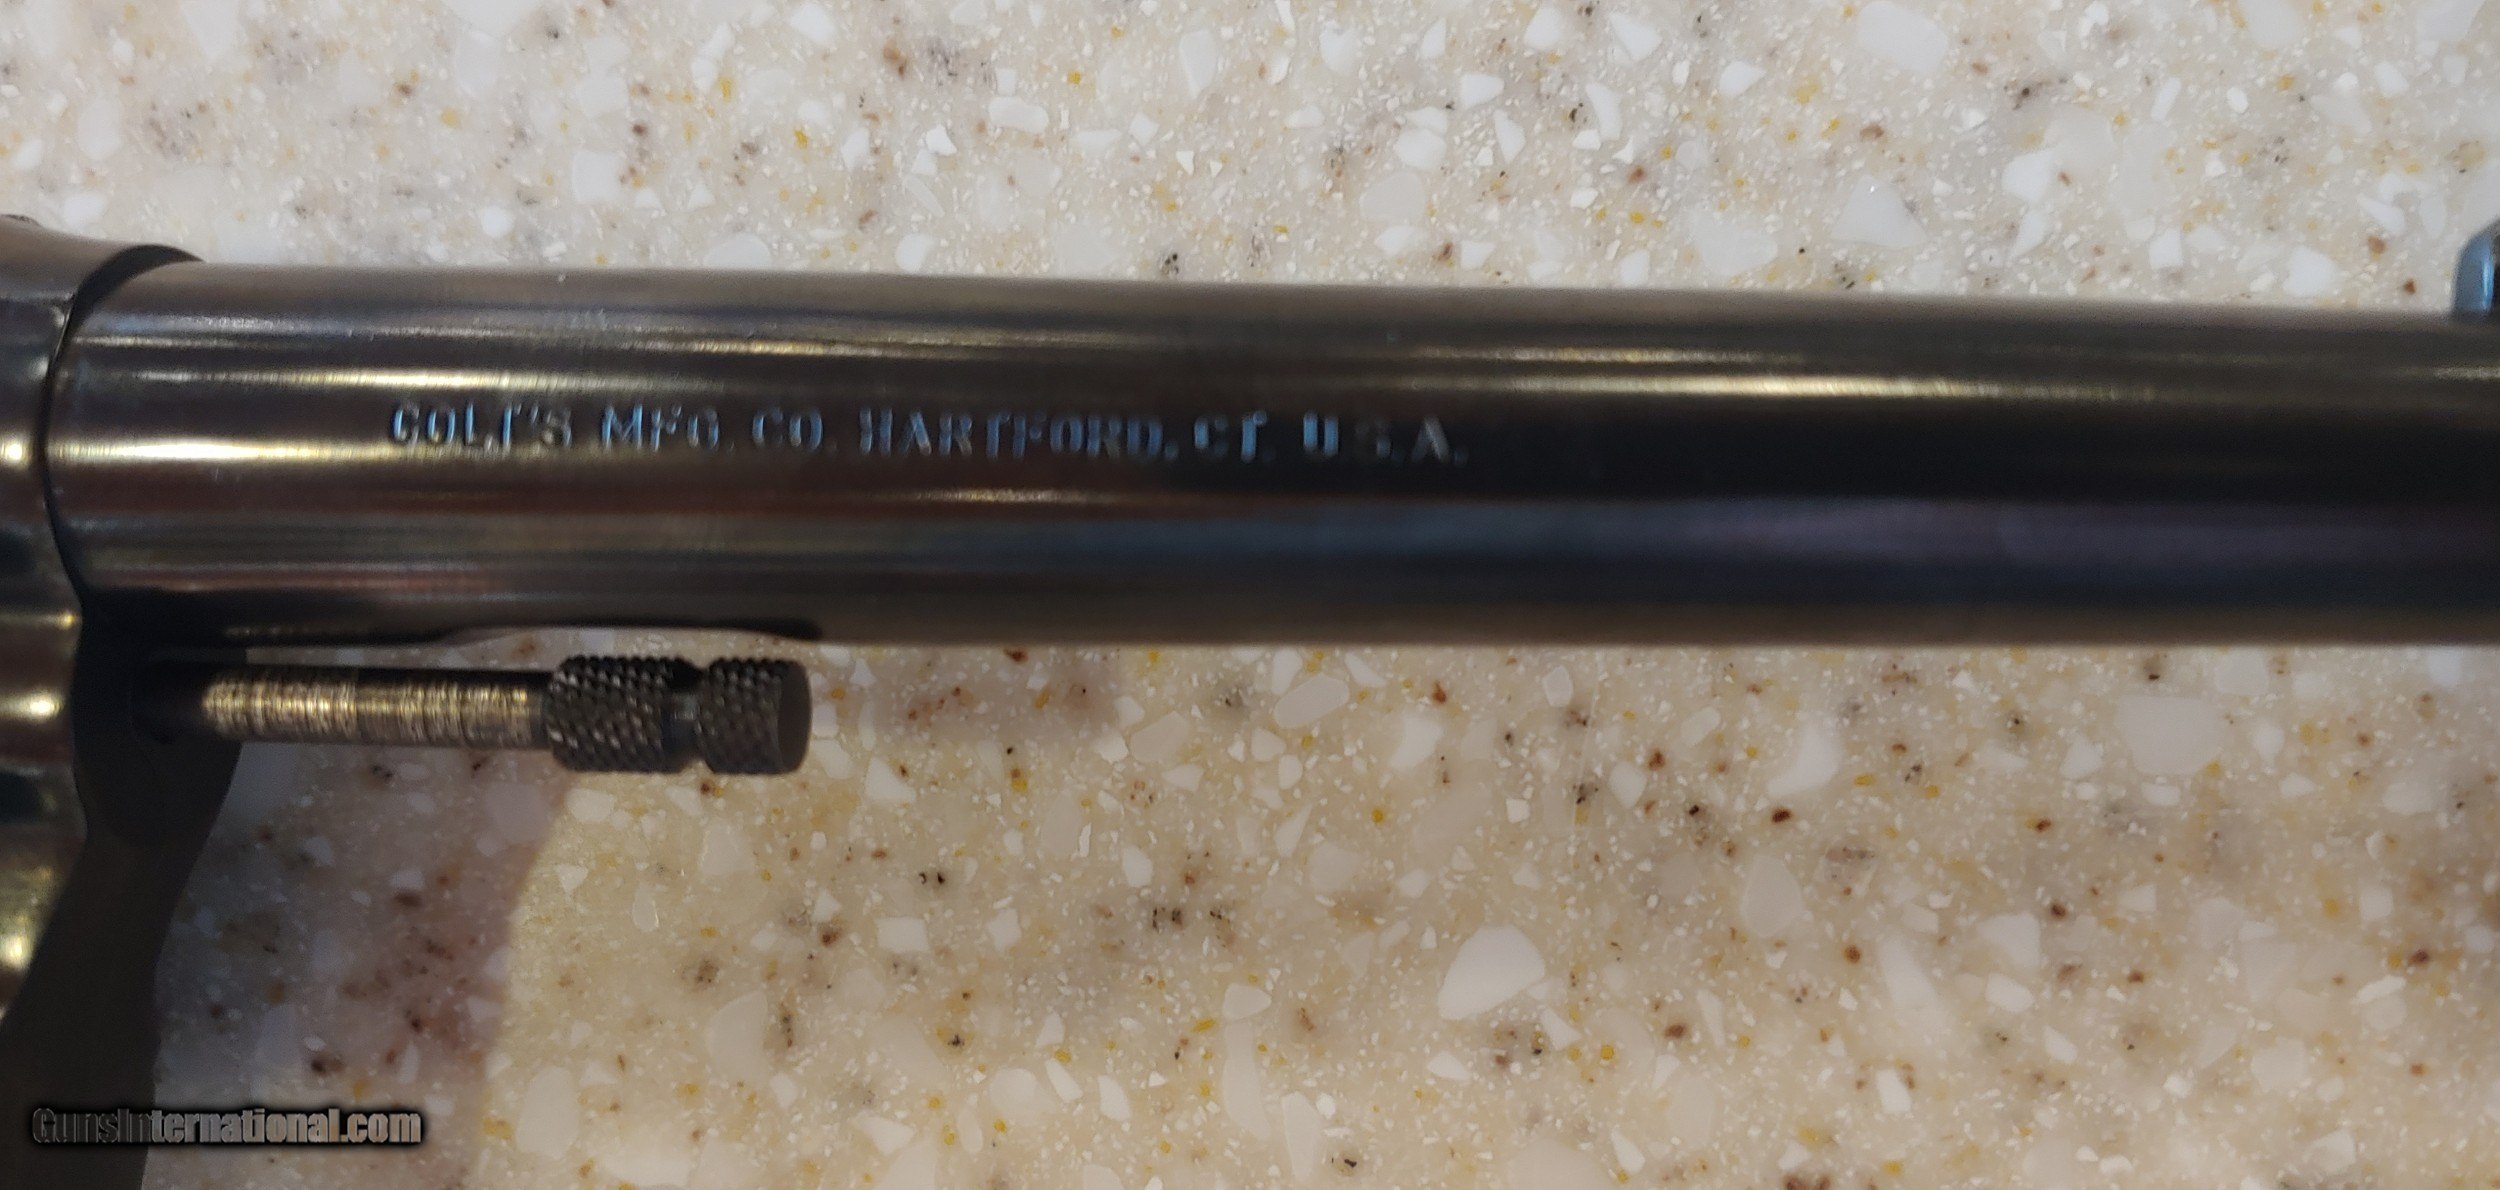 COLT'S MFG. CO. HARTFORD, CT. U.S.A.
GunsInternational.com